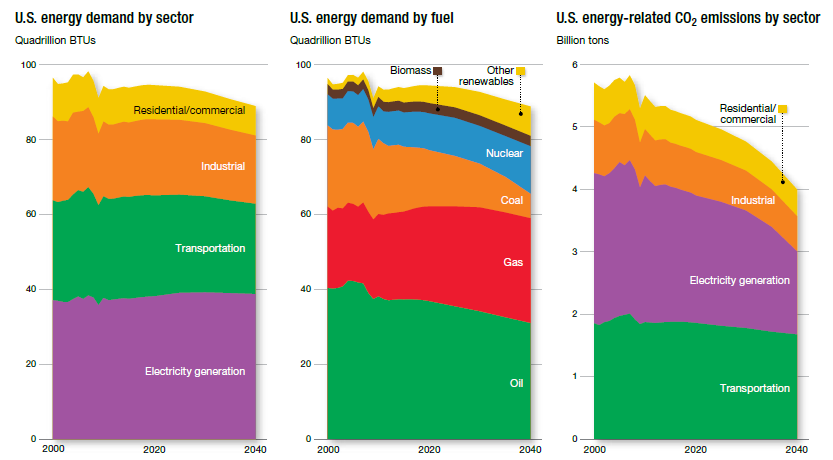 U.S. energy demand by sector
Quadrillion BTUs
100
80
60
40
20
0
2000
2020
2040
Residential/commercial
Industrial
Transportation
Electricity generation
U.S. energy demand by fuel
Quadrillion BTUs
100
80
60
40
20
0
2000
2020
2040
Biomass
Other
renewables
Nuclear
Coal
Gas
Oil
U.S. energy-related CO₂ emissions by sector
Billion tons
6
5
4
3
2
1
0
2000
2020
2040
Residential/
commercial
Industrial
Electricity generation
Transportation